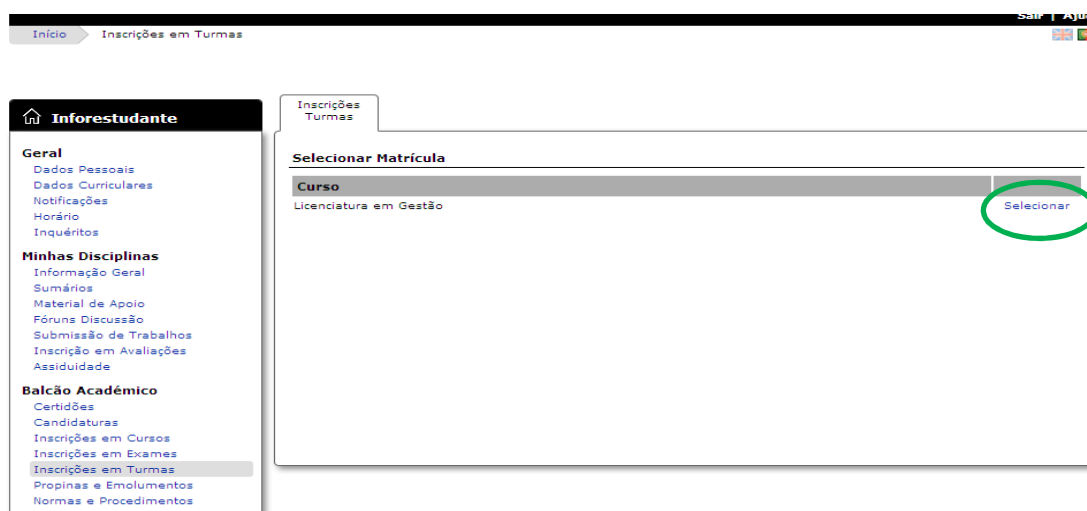 Sair | Aju
Início
Inscrições em Turmas
Inforestudante
Geral
Dados Pessoais
Dados Curriculares
Notificações
Horário
Inquéritos
Minhas Disciplinas
Informação Geral
Sumários
Material de Apoio
Fóruns Discussão
Submissão de Trabalhos
Inscrição em Avaliações
Assiduidade
Balcão Académico
Certidões
Candidaturas
Inscrições em Cursos
Inscrições em Exames
Inscrições em Turmas
Propinas e Emolumentos
Normas e Procedimentos
Inscrições
Turmas
Selecionar Matrícula
Curso
Licenciatura em Gestão
Selecionar